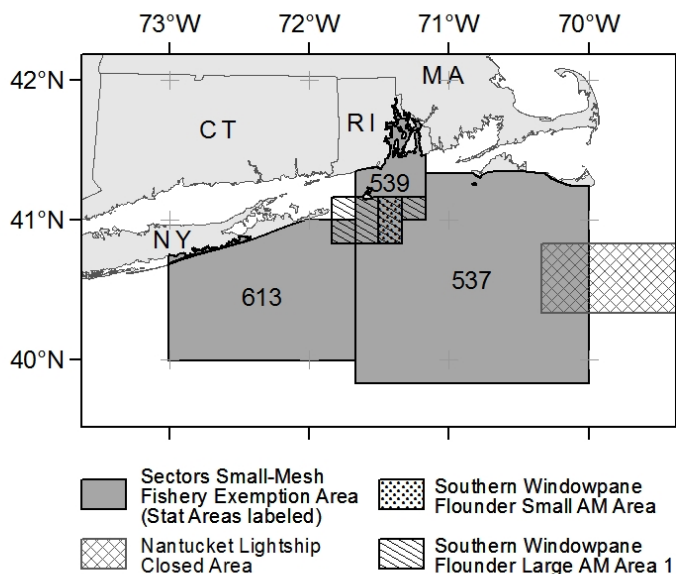 73°W 72°W 71°W 70°W
42°N
41°N
40°N
MA
CT
RI
NY
539
537
613
Sectors Small-Mesh
Fishery Exemption Area
(Stat Areas labeled)
Nantucket Lightship
Closed Area
Southern Windowpane
Flounder Small AM Area
Southern Windowpane
Flounder Large AM Area 1